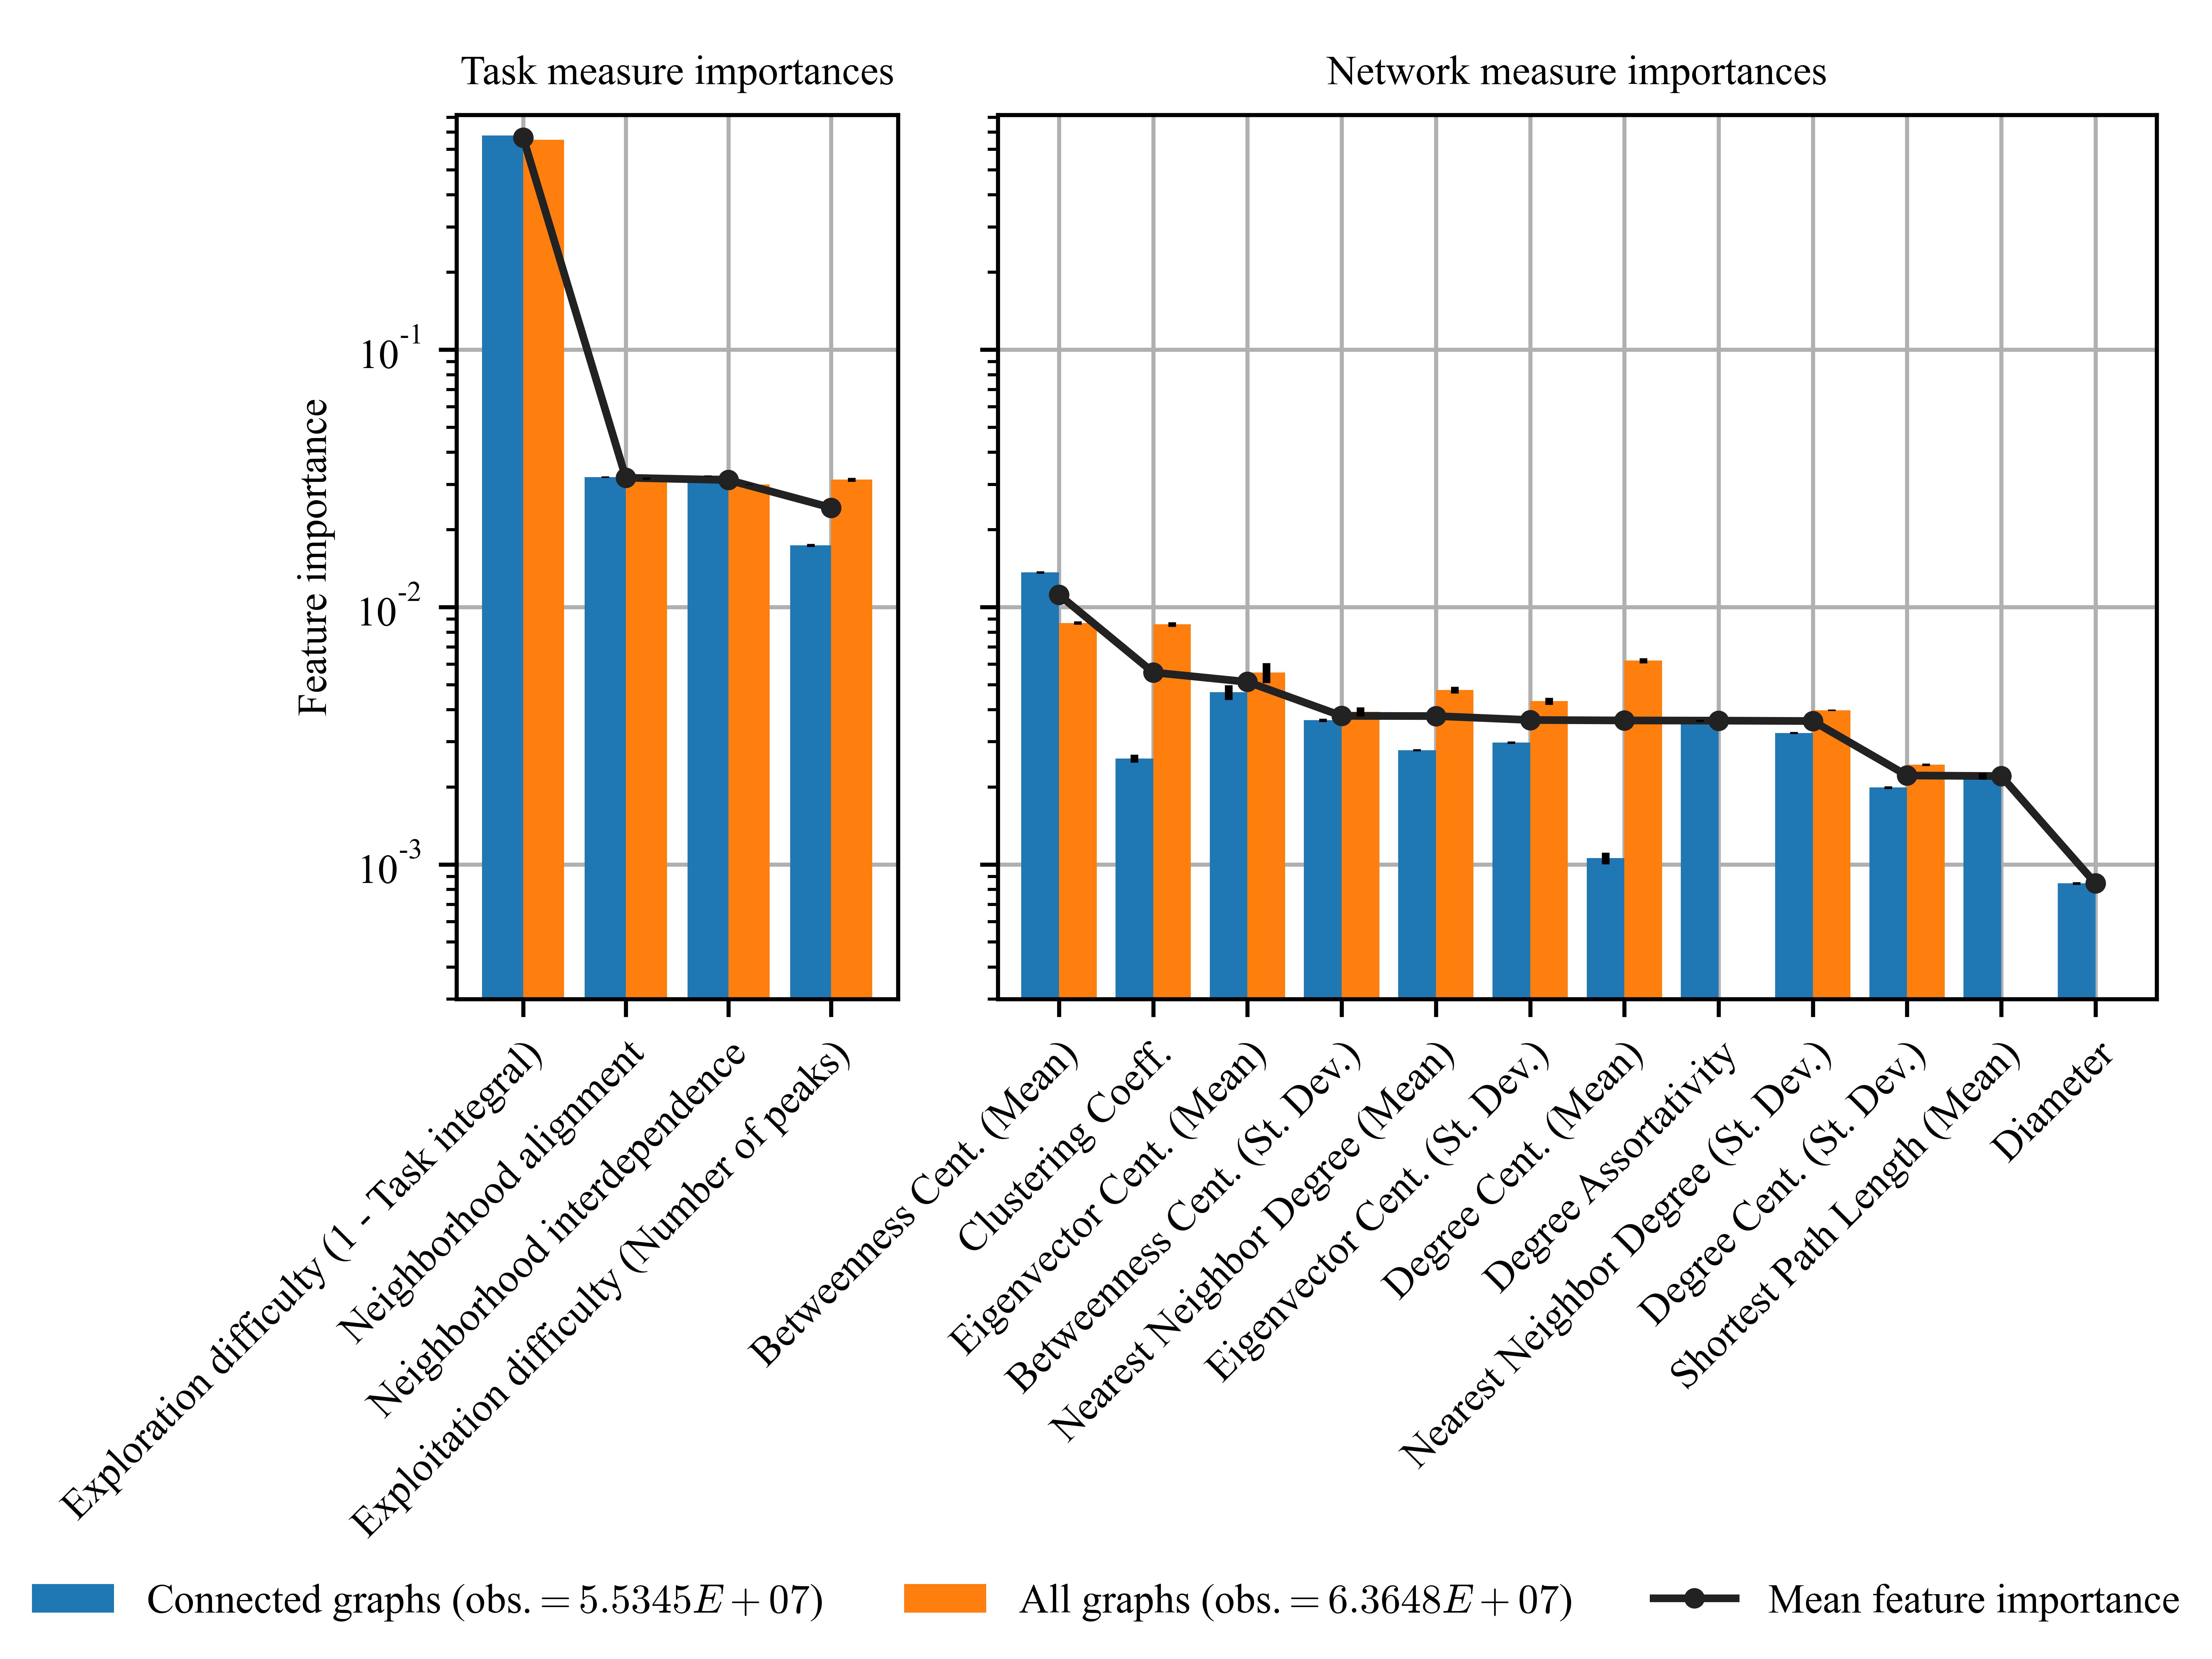 Task measure importances
Network measure importances
Feature importance
10-1
10-2
10-3
Exploration difficulty (1 - Task integral)
Neighborhood alignment
Neighborhood interdependence
Exploitation difficulty (Number of peaks)
Betweenness Cent. (Mean)
Clustering Coeff.
Eigenvector Cent. (Mean)
Betweenness Cent. (St. Dev.)
Nearest Neighbor Degree (Mean)
Eigenvector Cent. (St. Dev.)
Degree Cent. (Mean)
Degree Assortativity
Nearest Neighbor Degree (St. Dev.)
Degree Cent. (St. Dev.)
Shortest Path Length (Mean)
Diameter
Connected graphs (obs. = 5.5345E + 07)
All graphs (obs. = 6.3648E + 07)
Mean feature importance